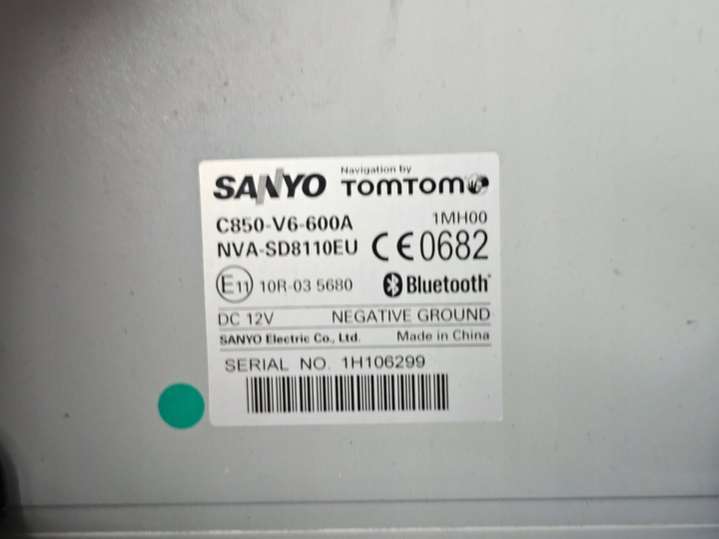 SANYO Navigation by TOMTOM
C850-V6-600A 1MH00
NVA-SD8110EU CE0682
E11 10R-03 5680 Bluetooth
DC 12V NEGATIVE GROUND
SANYO Electric Co., Ltd. Made in China
SERIAL NO. 1H106299